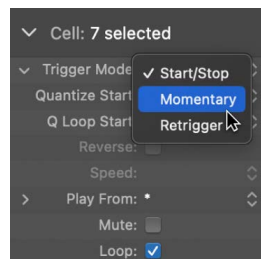 Cell: 7 selected
Trigger Mode
✓ Start/Stop
Quantize Start
Momentary
Q Loop Start
Retrigger
Reverse:
Speed:
Play From: *
Mute:
Loop: